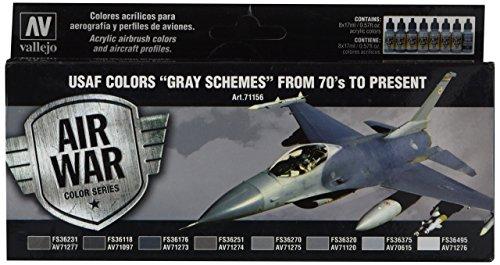 AV
vallejo
Colores acrílicos para
aerografía y perfiles de aviones.
Acrylic airbrush colors
and aircraft profiles.
CONTAINS:
8x17ml/0.57fl.oz.
acrylic colors
CONTIENE:
8x17ml/0.57fl.oz.
colores acrílicos
USAF COLORS "GRAY SCHEMES" FROM 70's TO PRESENT
Art.71156
AIR
WAR
COLOR SERIES
FS36231 FS36118 FS36176 FS36251 FS36270 FS36320 FS36375 FS36495
AV71277 AV71097 AV71273 AV71274 AV71275 AV71120 AV70615 AV71276